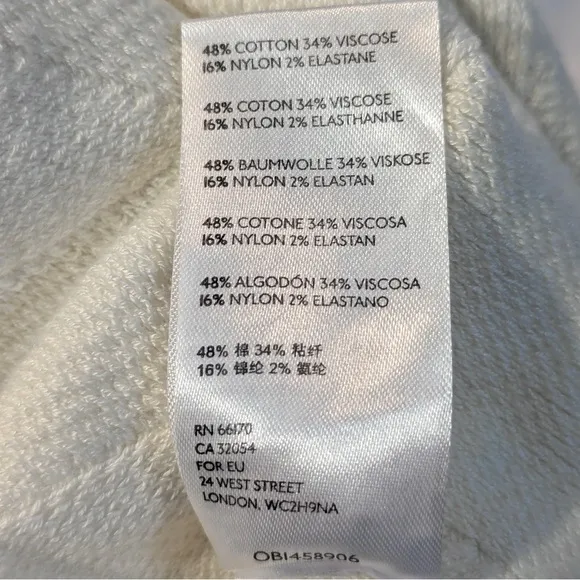 48% COTTON 34% VISCOSE
16% NYLON 2% ELASTANE
48% COTON 34% VISCOSE
16% NYLON 2% ELASTHANNE
48% BAUMWOLLE 34% VISKOSE
16% NYLON 2% ELASTAN
48% COTONE 34% VISCOSA
16% NYLON 2% ELASTAN
48% ALGODÓN 34% VISCOSA
16% NYLON 2% ELASTANO
48% 棉 34% 粘纤
16% 锦纶 2% 氨纶
RN 66170
CA 32054
FOR EU
24 WEST STREET
LONDON, WC2H9NA
OB1458906